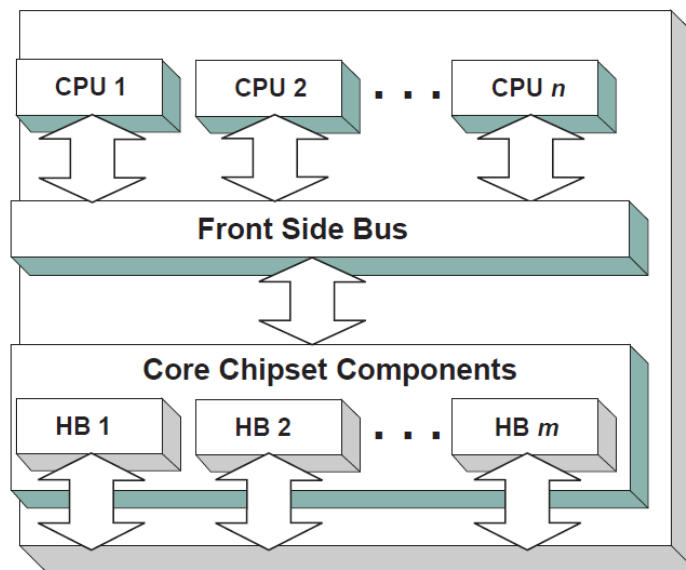 CPU 1 CPU 2 . . . CPU n
Front Side Bus
Core Chipset Components
HB 1 HB 2 . . . HB m